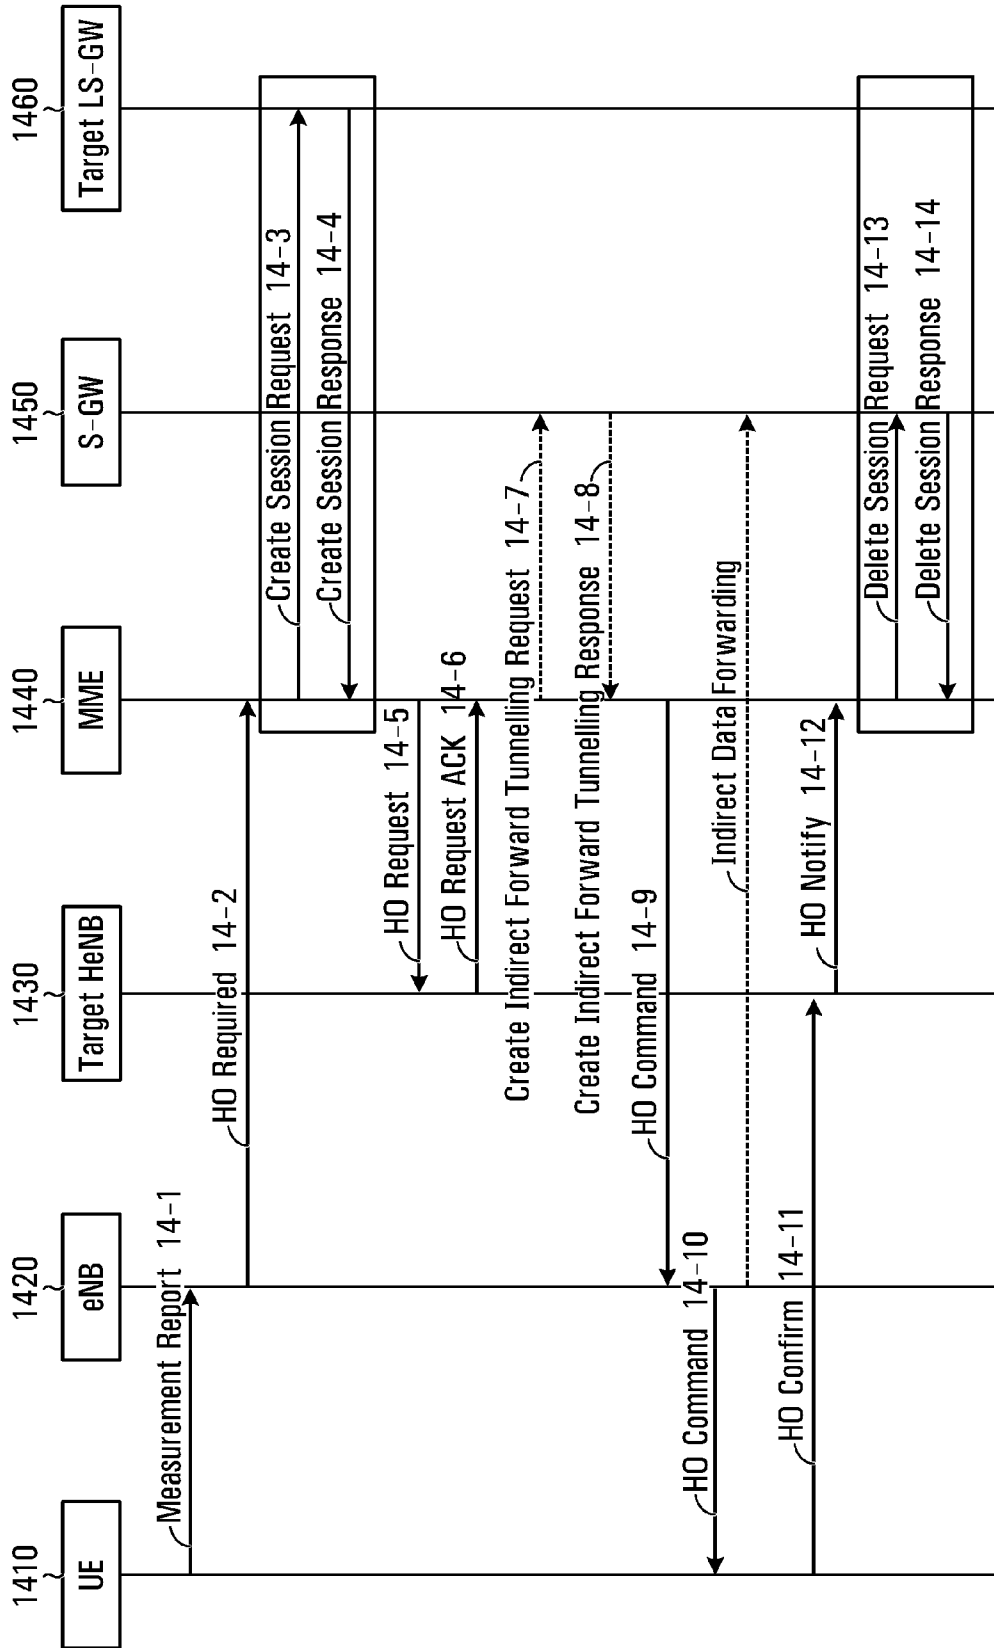 1410
UE
1420
eNB
1430
Target HeNB
1440
MME
1450
S-GW
1460
Target LS-GW
Measurement Report 14-1
HO Required 14-2
Create Session Request 14-3
Create Session Response 14-4
HO Request 14-5
HO Request ACK 14-6
Create Indirect Forward Tunnelling Request 14-7
Create Indirect Forward Tunnelling Response 14-8
HO Command 14-9
HO Command 14-10
Indirect Data Forwarding
HO Confirm 14-11
HO Notify 14-12
Delete Session Request 14-13
Delete Session Response 14-14